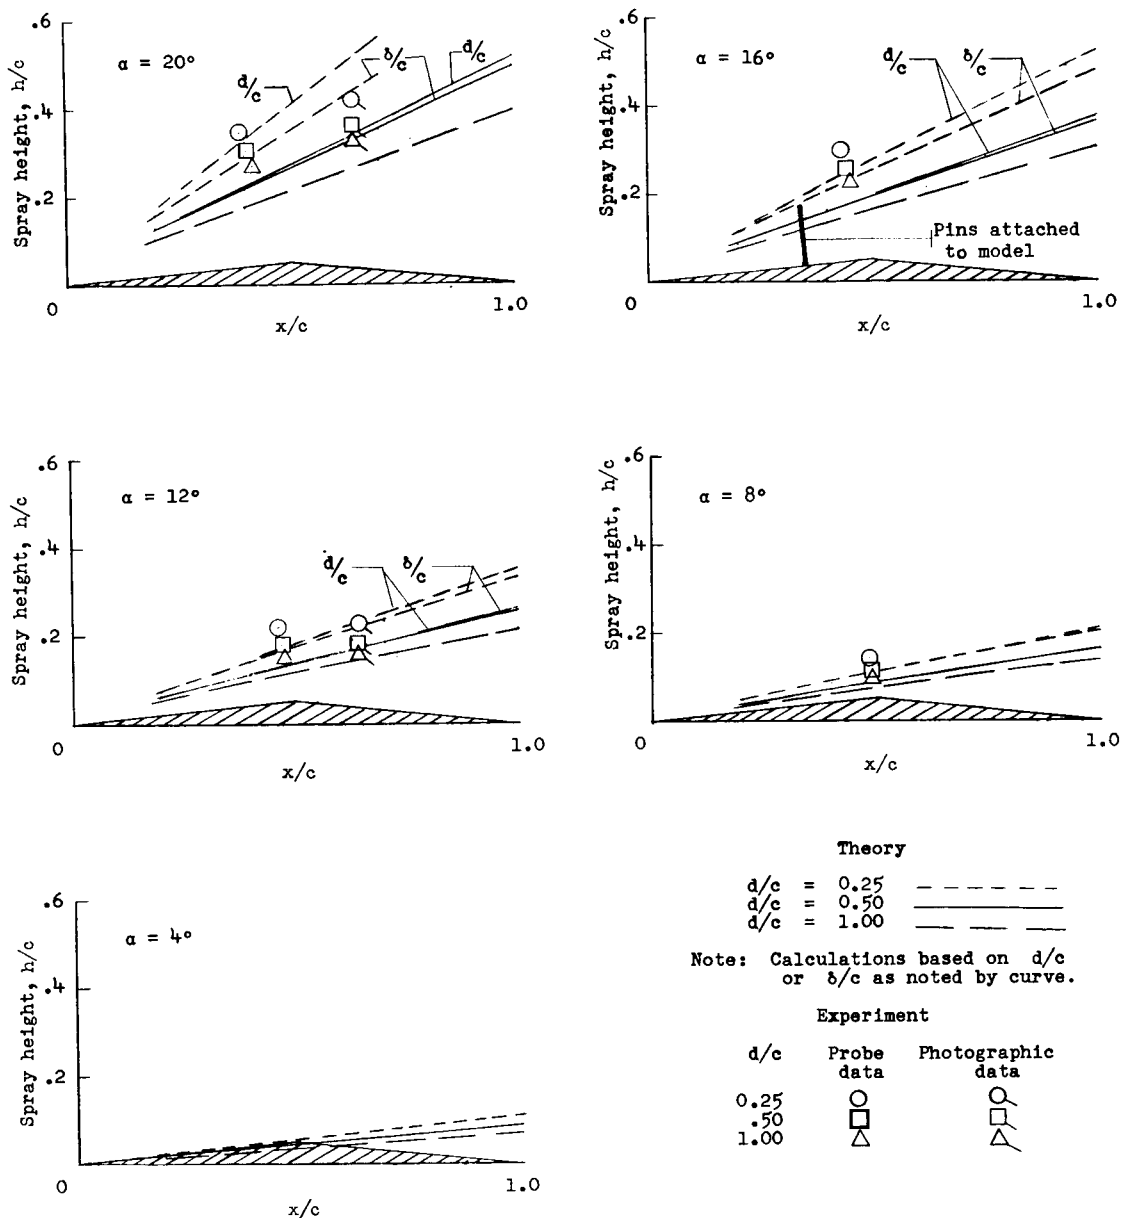 Spray height, h/c
.6
.4
.2
0
1.0
x/c
α = 20°
d/c
δ/c
d/c
Spray height, h/c
.6
.4
.2
0
1.0
x/c
α = 16°
d/c
δ/c
Pins attached
to model
Spray height, h/c
.6
.4
.2
0
1.0
x/c
α = 12°
d/c
δ/c
Spray height, h/c
.6
.4
.2
0
1.0
x/c
α = 8°
Spray height, h/c
.6
.4
.2
0
1.0
x/c
α = 4°
Theory
d/c = 0.25
d/c = 0.50
d/c = 1.00
Note: Calculations based on d/c
or δ/c as noted by curve.
Experiment
d/c Probe Photographic
data data
0.25
.50
1.00